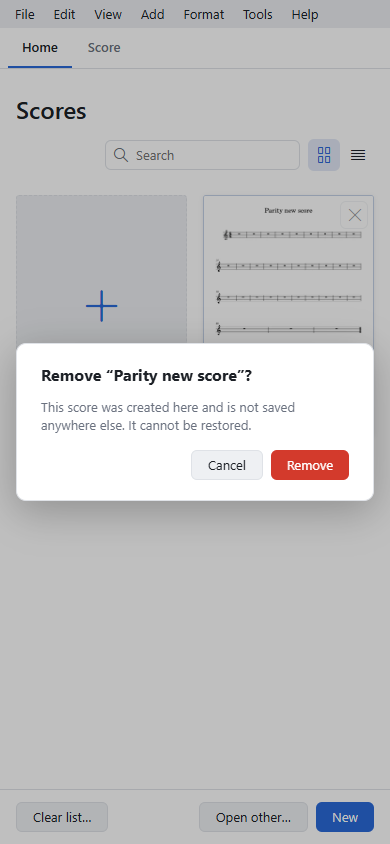 File Edit View Add Format Tools Help
Home Score
Scores
Search
Parity new score
Remove “Parity new score”?
This score was created here and is not saved
anywhere else. It cannot be restored.
Cancel Remove
Clear list... Open other... New